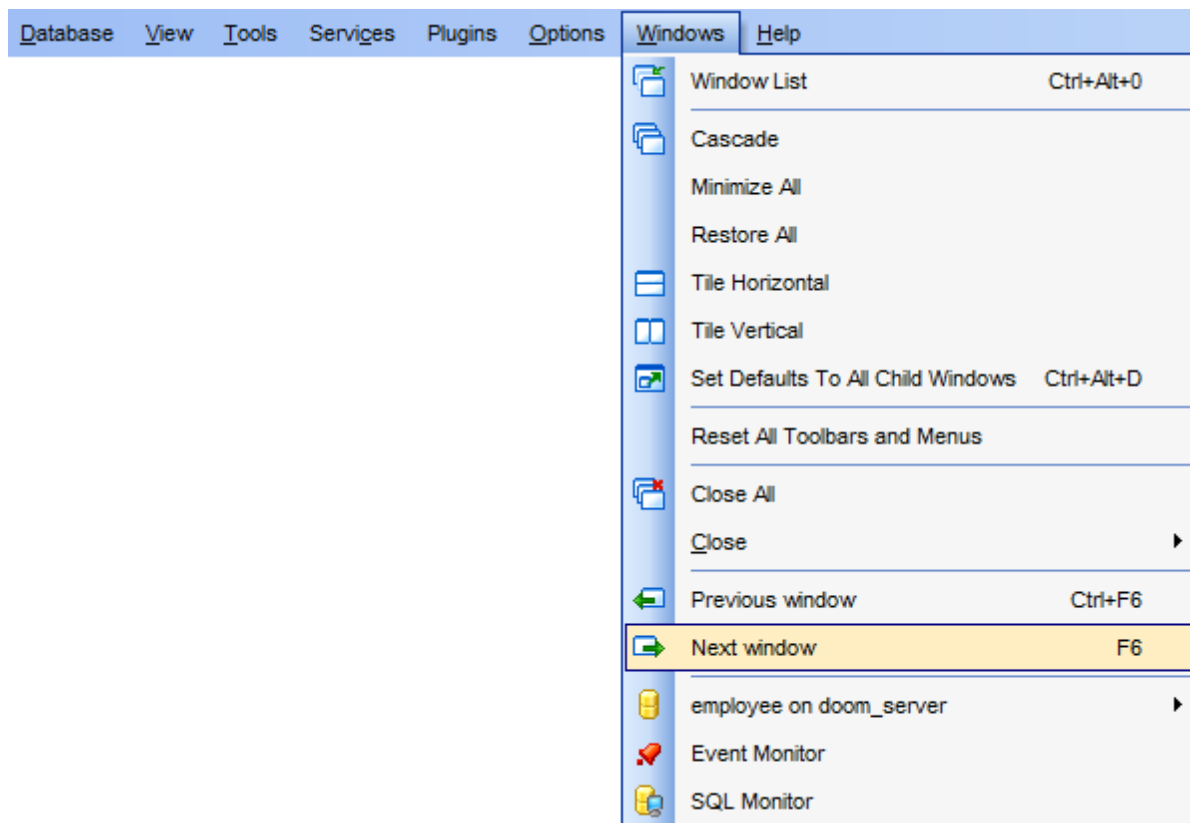 Database View Tools Services Plugins Options Windows Help
Window List Ctrl+Alt+0
Cascade
Minimize All
Restore All
Tile Horizontal
Tile Vertical
Set Defaults To All Child Windows Ctrl+Alt+D
Reset All Toolbars and Menus
Close All
Close
Previous window Ctrl+F6
Next window F6
employee on doom_server
Event Monitor
SQL Monitor